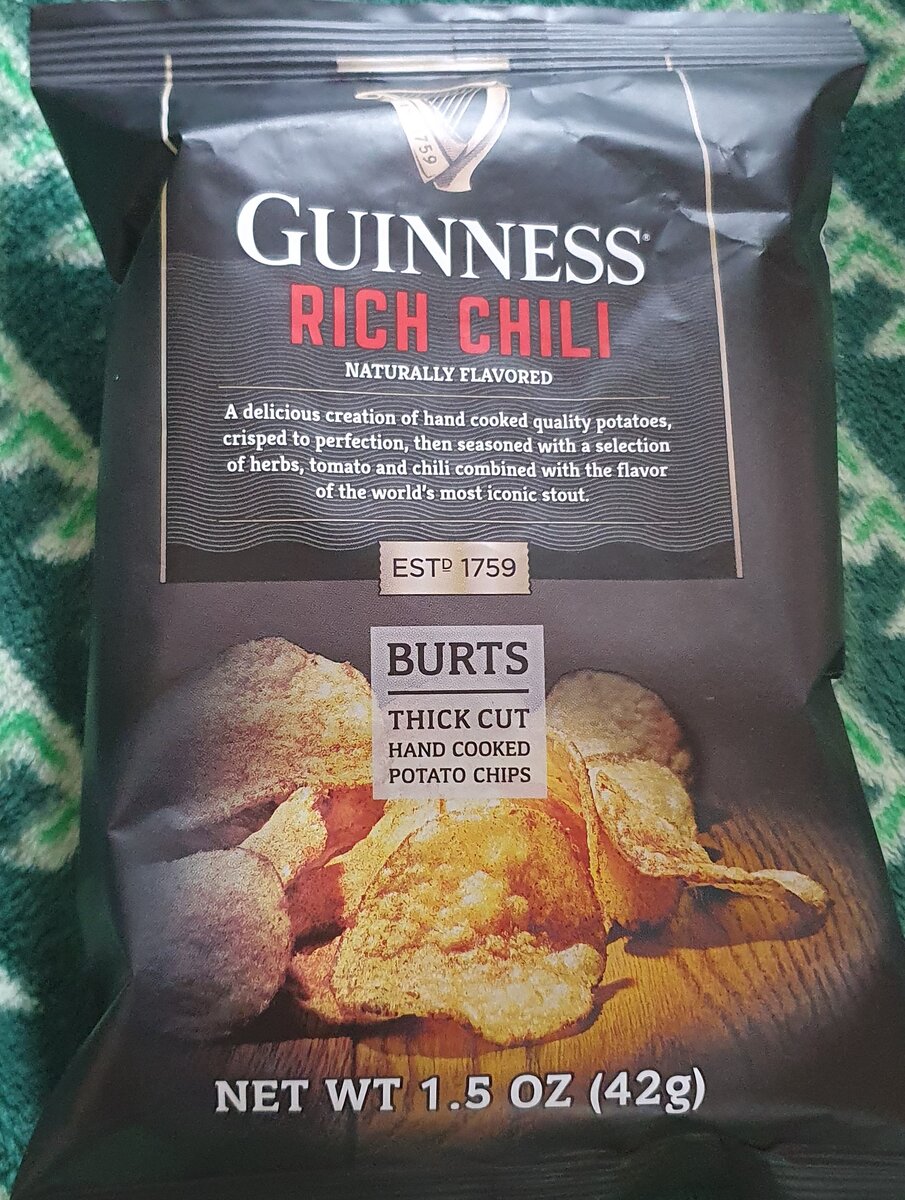 1759
GUINNESS®
RICH CHILI
NATURALLY FLAVORED
A delicious creation of hand cooked quality potatoes,
crisped to perfection, then seasoned with a selection
of herbs, tomato and chili combined with the flavor
of the world's most iconic stout.
ESTᴰ 1759
BURTS
THICK CUT
HAND COOKED
POTATO CHIPS
NET WT 1.5 OZ (42g)